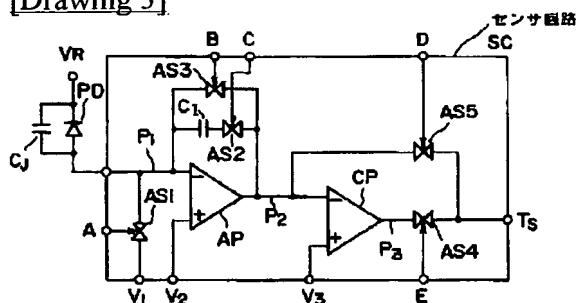 [Drawing 5]
センサ回路
SC
VR
B
C
D
PD
AS3
C1
AS2
AS5
CJ
P1
AS1
AP
P2
CP
P3
AS4
TS
A
V1
V2
V3
E